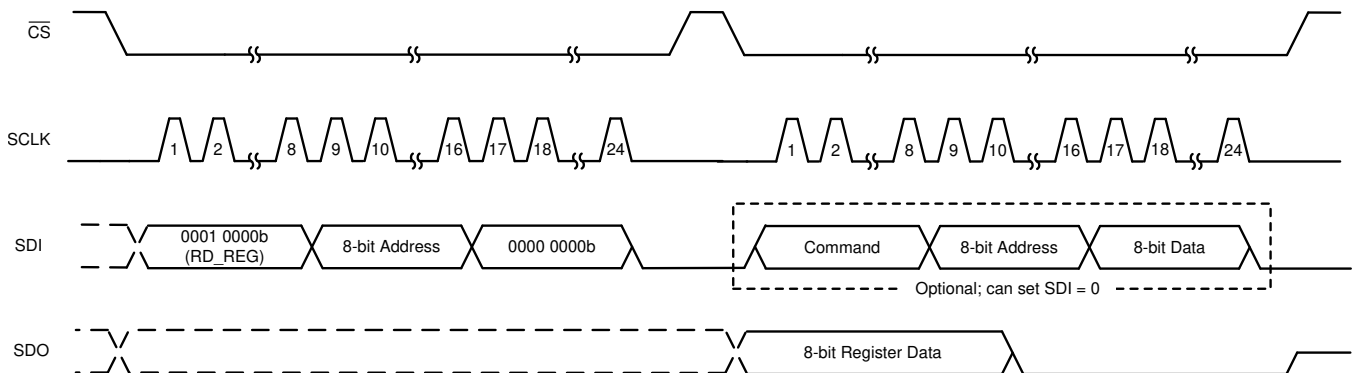 CS
SCLK
1 2 8 9 10 16 17 18 24 1 2 8 9 10 16 17 18 24
SDI
0001 0000b
(RD_REG)
8-bit Address
0000 0000b
Command
8-bit Address
8-bit Data
Optional; can set SDI = 0
SDO
8-bit Register Data